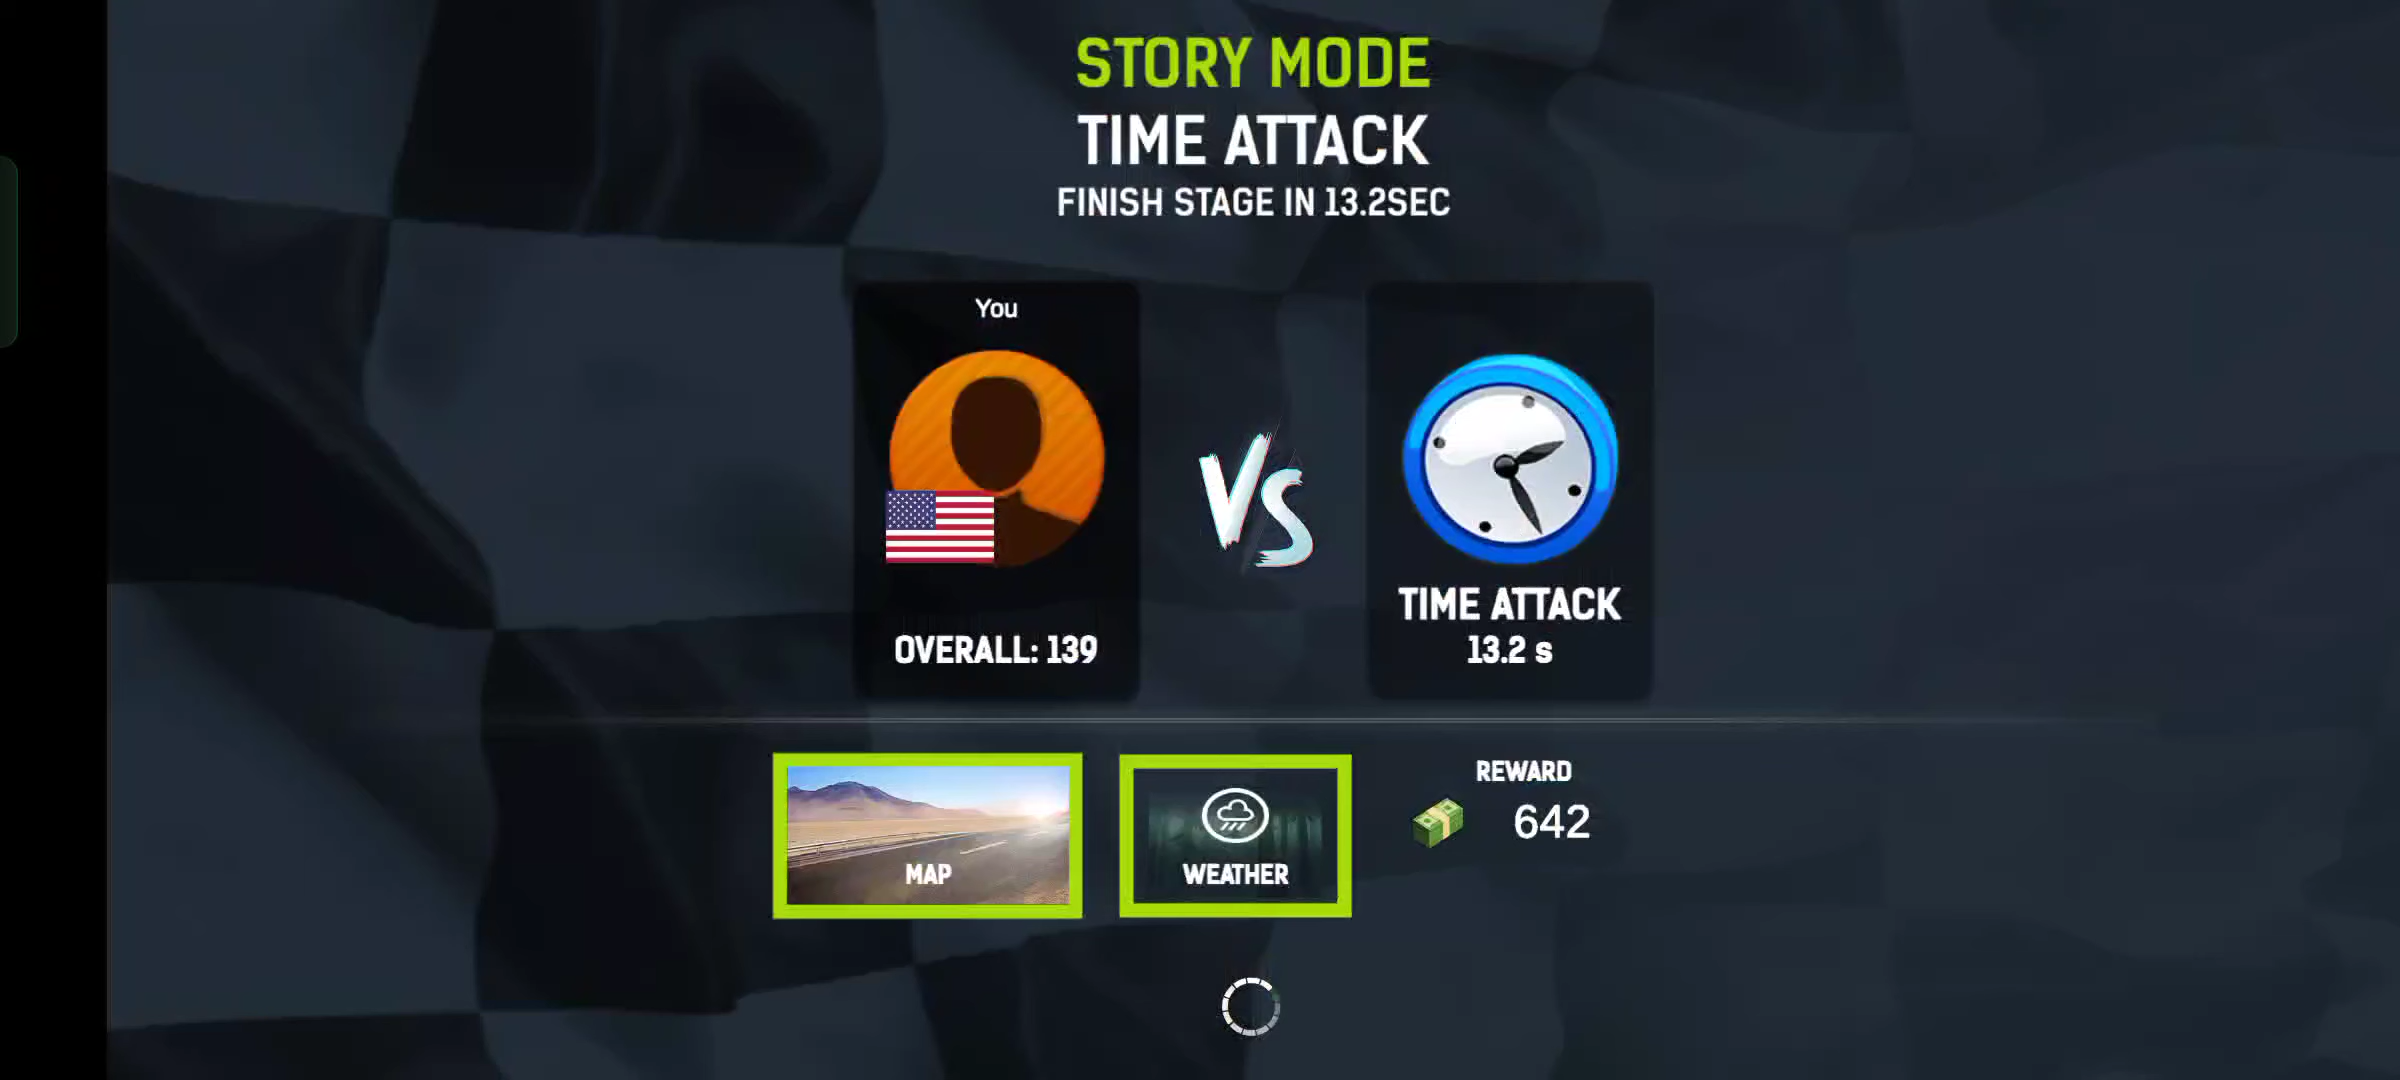 STORY MODE
TIME ATTACK
FINISH STAGE IN 13.2SEC
You
VS
OVERALL: 139
TIME ATTACK
13.2 s
MAP
WEATHER
REWARD
642